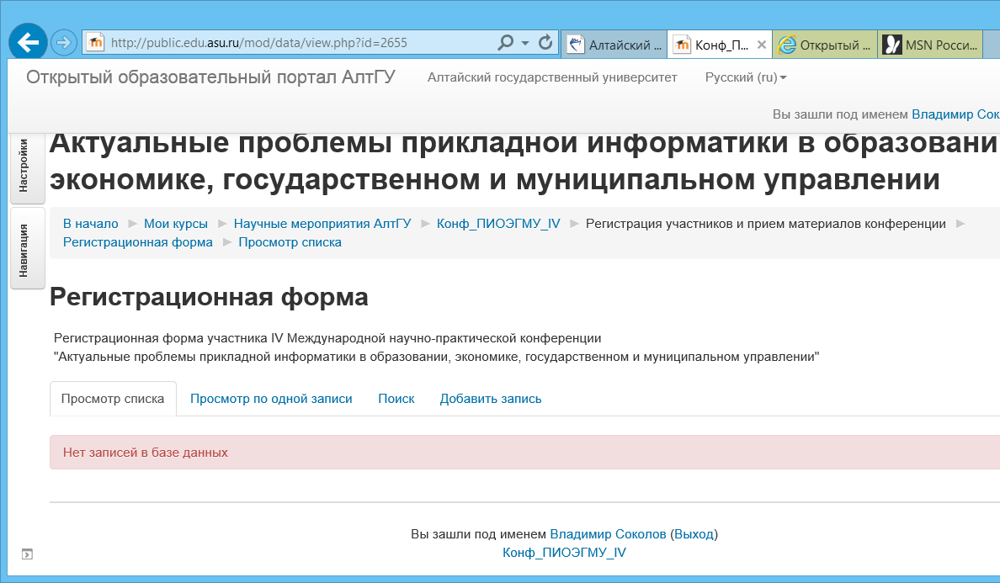 http://public.edu.asu.ru/mod/data/view.php?id=2655
Алтайский ...
Конф_П...
Открытый ...
MSN Росси...
Открытый образовательный портал АлтГУ
Алтайский государственный университет
Русский (ru)
Вы зашли под именем Владимир Сок
Актуальные проблемы прикладной информатики в образовани
экономике, государственном и муниципальном управлении
Настройки
Навигация
В начало ► Мои курсы ► Научные мероприятия АлтГУ ► Конф_ПИОЭГМУ_IV ► Регистрация участников и прием материалов конференции ►
Регистрационная форма ► Просмотр списка
Регистрационная форма
Регистрационная форма участника IV Международной научно-практической конференции
"Актуальные проблемы прикладной информатики в образовании, экономике, государственном и муниципальном управлении"
Просмотр списка
Просмотр по одной записи
Поиск
Добавить запись
Нет записей в базе данных
Вы зашли под именем Владимир Соколов (Выход)
Конф_ПИОЭГМУ_IV